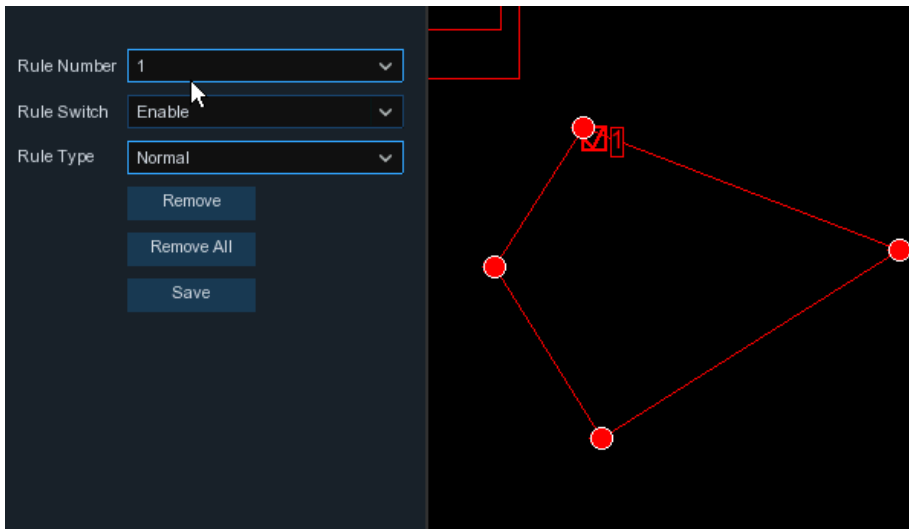 Rule Number 1
Rule Switch Enable
Rule Type Normal
Remove
Remove All
Save
1